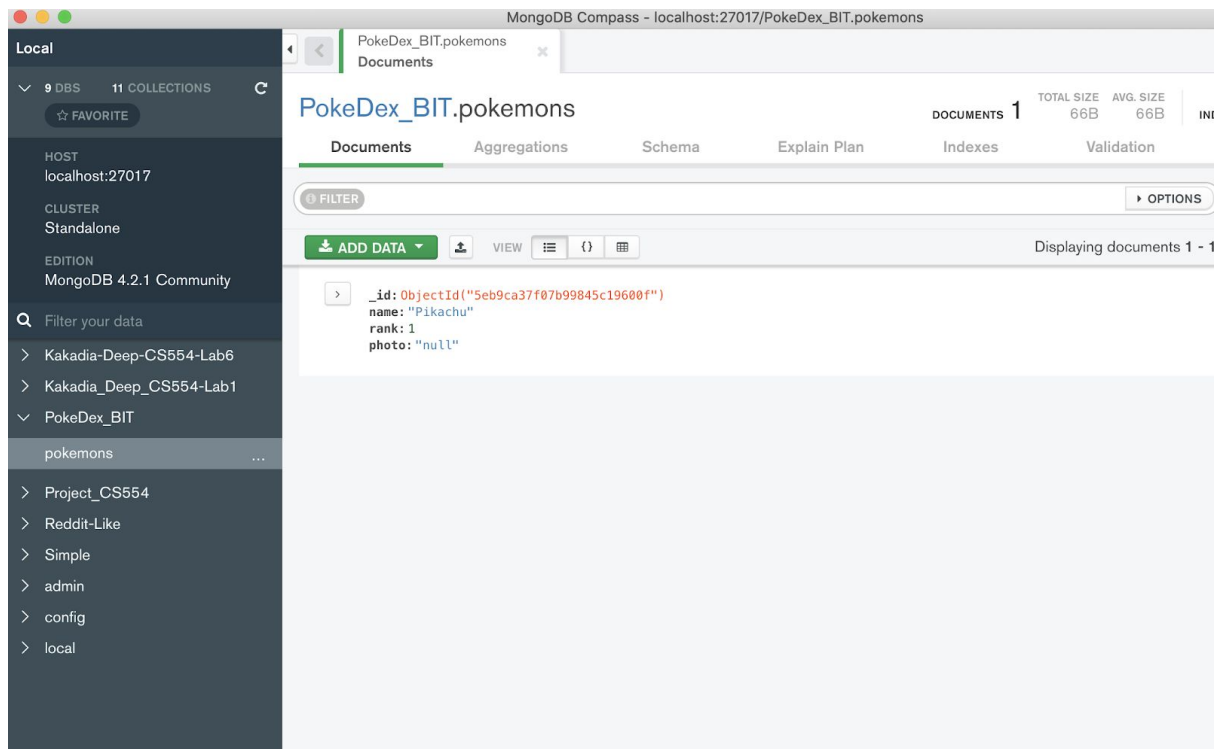 MongoDB Compass - localhost:27017/PokeDex_BIT.pokemons
Local
9 DBS 11 COLLECTIONS
☆ FAVORITE
HOST
localhost:27017
CLUSTER
Standalone
EDITION
MongoDB 4.2.1 Community
Filter your data
Kakadia-Deep-CS554-Lab6
Kakadia_Deep_CS554-Lab1
PokeDex_BIT
pokemons ...
Project_CS554
Reddit-Like
Simple
admin
config
local
PokeDex_BIT.pokemons
Documents
PokeDex_BIT.pokemons
DOCUMENTS 1
TOTAL SIZE AVG. SIZE
66B 66B
IND
Documents Aggregations Schema Explain Plan Indexes Validation
FILTER
OPTIONS
ADD DATA VIEW {} Displaying documents 1 - 1
_id:ObjectId("5eb9ca37f07b99845c19600f")
name:"Pikachu"
rank:1
photo:"null"